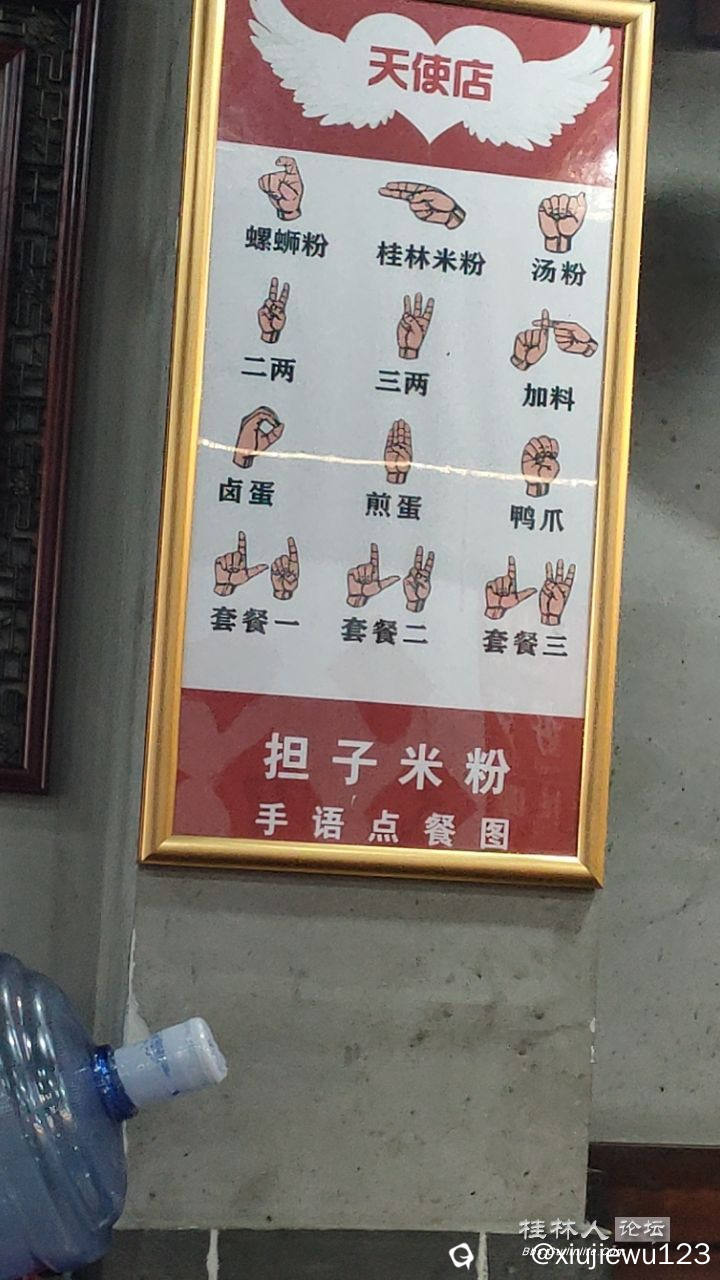 天使店
螺蛳粉 桂林米粉 汤粉
二两 三两 加料
卤蛋 煎蛋 鸭爪
套餐一 套餐二 套餐三
担子米粉
手语点餐图
桂林人论坛
@xiujiewu123